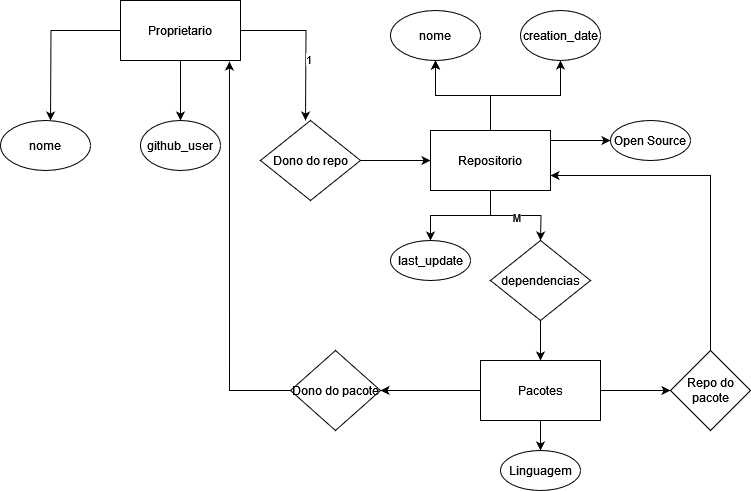 Proprietario
nome
creation_date
1
nome
github_user
Dono do repo
Repositorio
Open Source
M
last_update
dependencias
Dono do pacote
Pacotes
Repo do
pacote
Linguagem